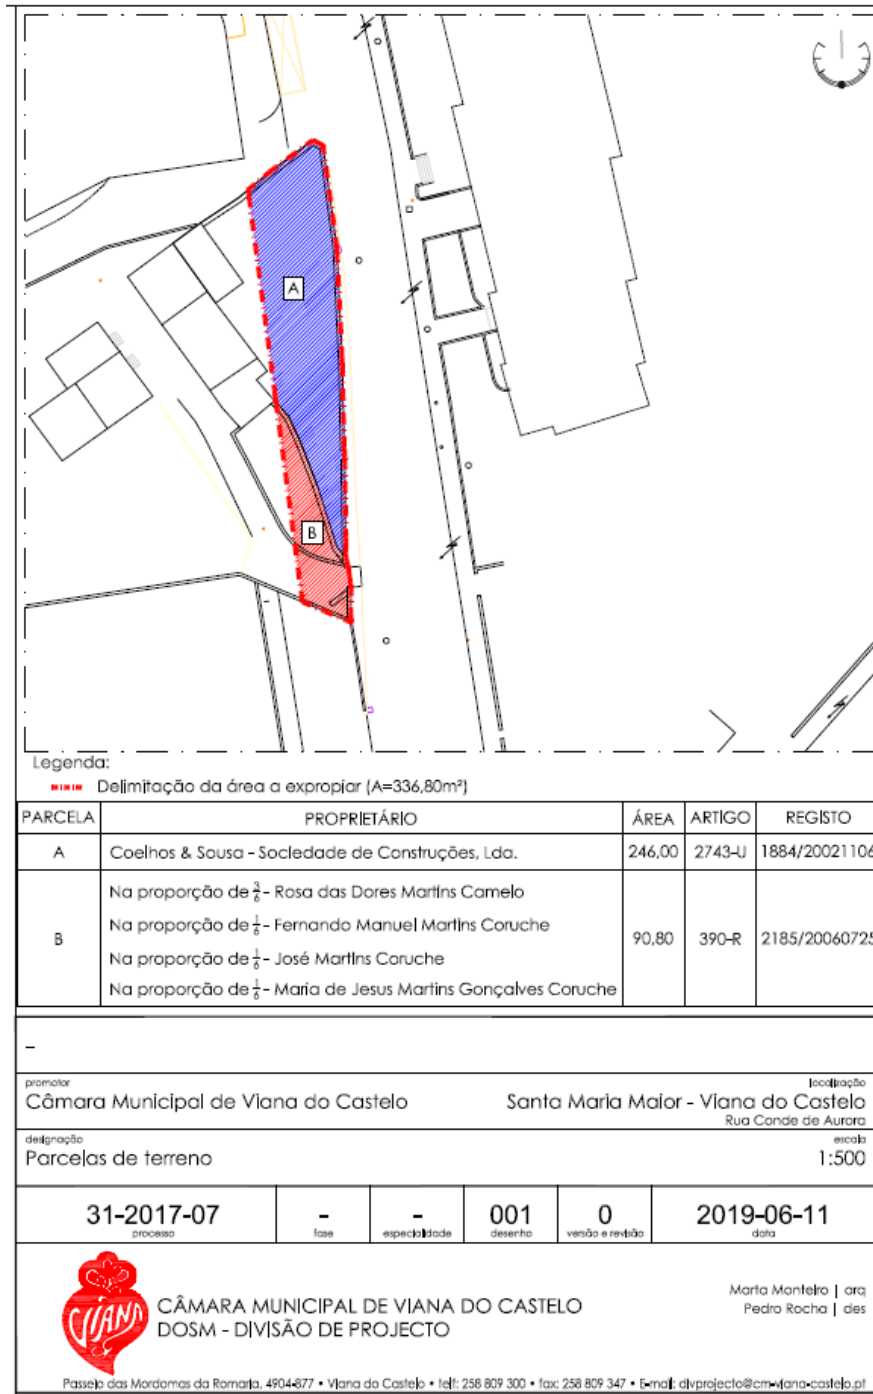 A
B
Legenda:
Delimitação da área a expropiar (A=336,80m²)
PARCELA PROPRIETÁRIO ÁREA ARTIGO REGISTO
A Coelhos & Sousa - Sociedade de Construções, Lda. 246,00 2743-U 1884/20021106
Na proporção de 3/6 - Rosa das Dores Martins Camelo
Na proporção de 1/6 - Fernando Manuel Martins Coruche
B 90,80 390-R 2185/20060725
Na proporção de 1/6 - José Martins Coruche
Na proporção de 1/6 - Maria de Jesus Martins Gonçalves Coruche
-
promotor localização
Câmara Municipal de Viana do Castelo Santa Maria Maior - Viana do Castelo
Rua Conde de Aurora
designação escala
Parcelas de terreno 1:500
31-2017-07 - - 001 0 2019-06-11
processo fase especialidade desenho versão e revisão data
VIANA
CÂMARA MUNICIPAL DE VIANA DO CASTELO
DOSM - DIVISÃO DE PROJECTO
Marta Monteiro | arq
Pedro Rocha | des
Passeio das Mordomas da Romaria, 4904-877 • Viana do Castelo • telf: 258 809 300 • fax: 258 809 347 • E-mail: divprojecto@cm-viana-castelo.pt